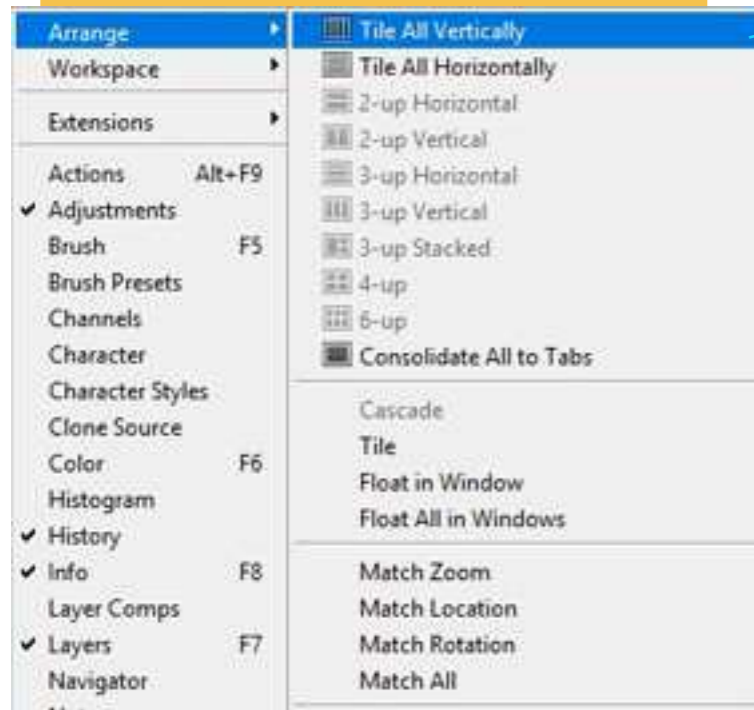 Arrange
Workspace
Extensions
Actions Alt+F9
Adjustments
Brush F5
Brush Presets
Channels
Character
Character Styles
Clone Source
Color F6
Histogram
History
Info F8
Layer Comps
Layers F7
Navigator
Tile All Vertically
Tile All Horizontally
2-up Horizontal
2-up Vertical
3-up Horizontal
3-up Vertical
3-up Stacked
4-up
6-up
Consolidate All to Tabs
Cascade
Tile
Float in Window
Float All in Windows
Match Zoom
Match Location
Match Rotation
Match All